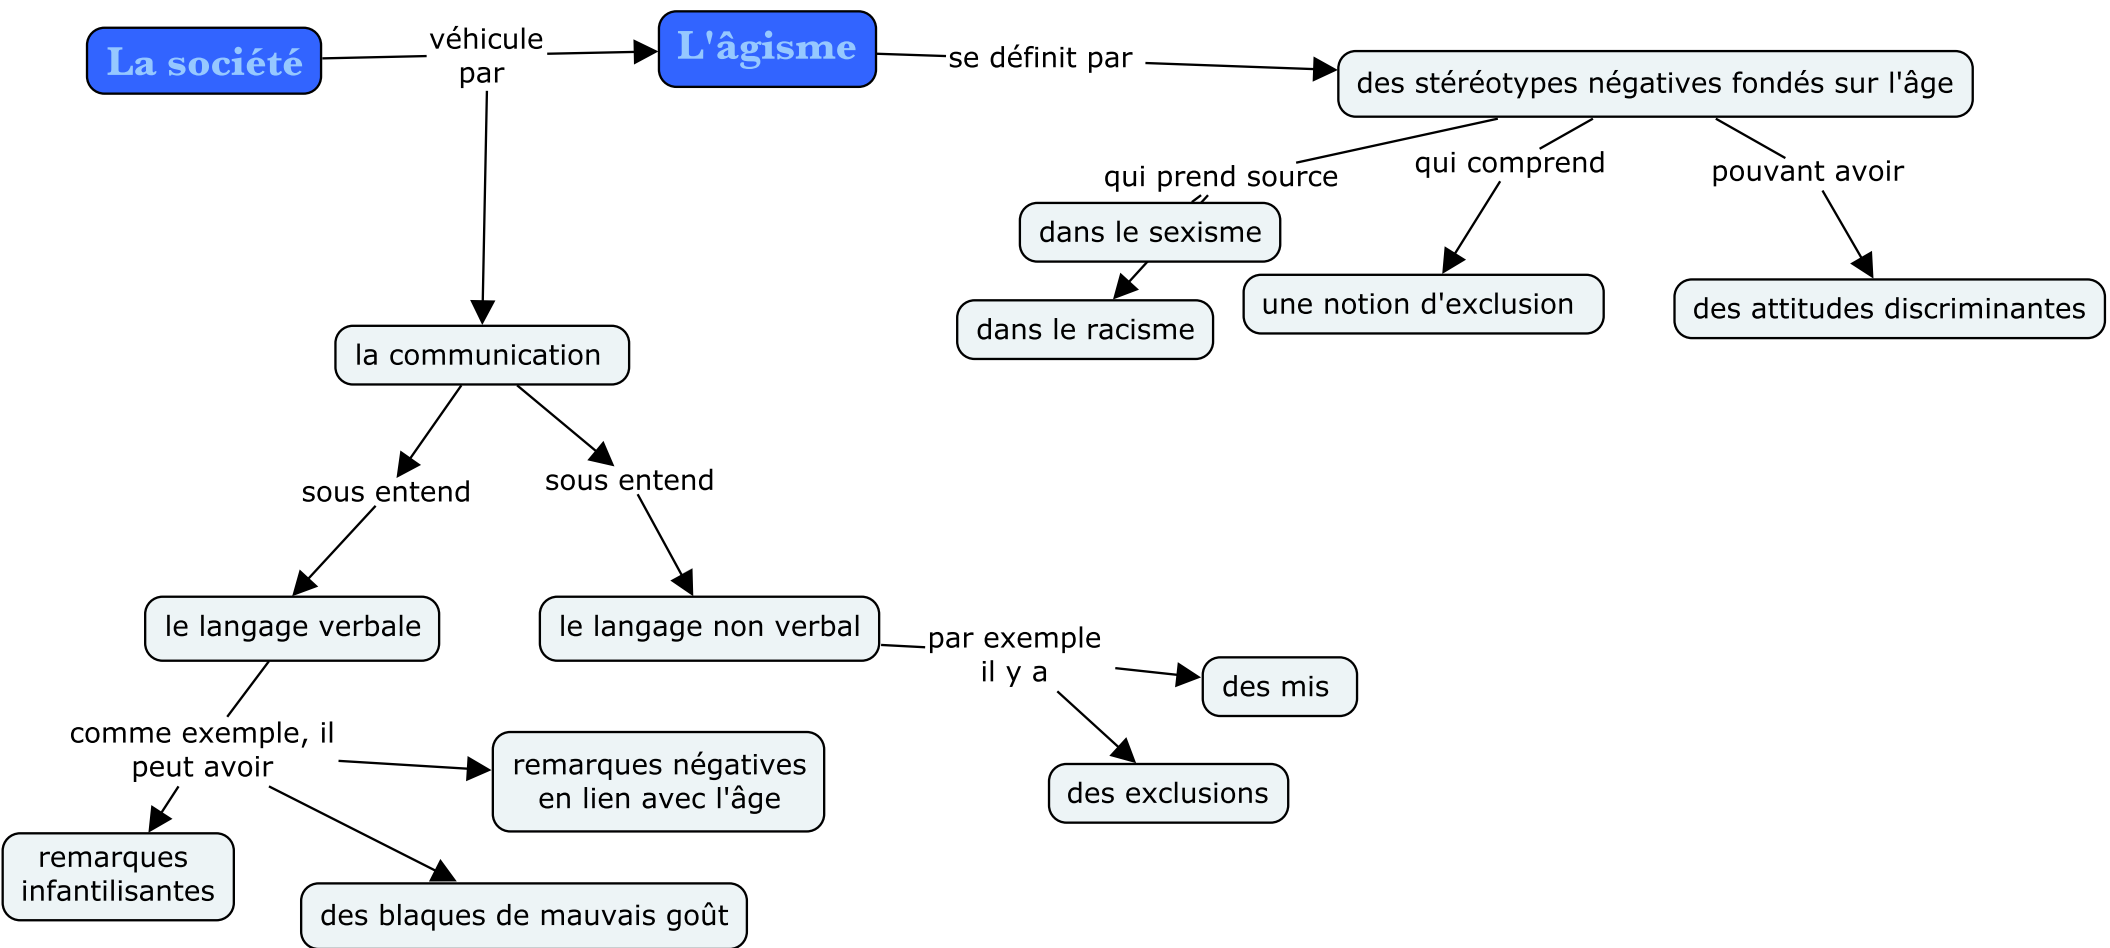 La société
véhicule
par
L'âgisme
se définit par
des stéréotypes négatives fondés sur l'âge
qui prend source
qui comprend
pouvant avoir
dans le sexisme
dans le racisme
une notion d'exclusion
des attitudes discriminantes
la communication
sous entend
sous entend
le langage verbale
le langage non verbal
par exemple
il y a
des mis
des exclusions
comme exemple, il
peut avoir
remarques négatives
en lien avec l'âge
remarques
infantilisantes
des blaques de mauvais goût